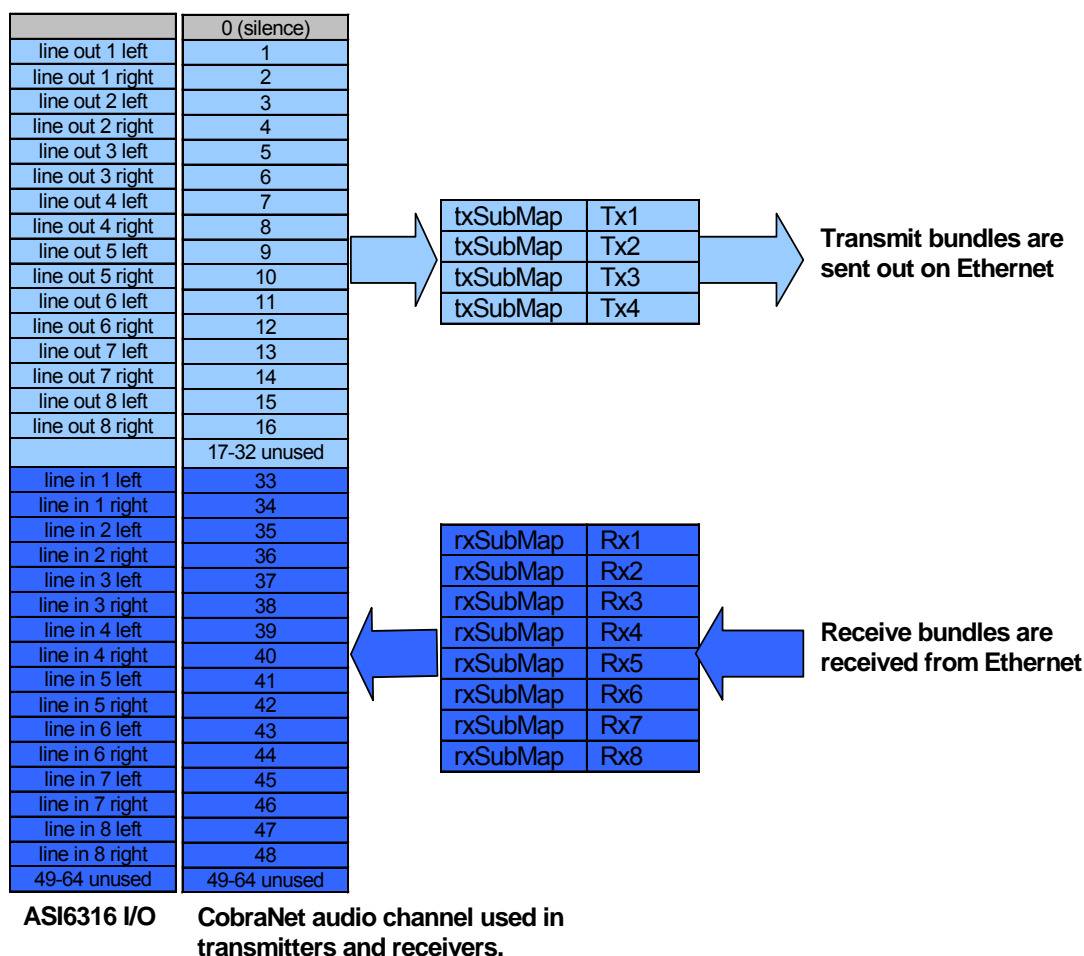 0 (silence)
line out 1 left 1
line out 1 right 2
line out 2 left 3
line out 2 right 4
line out 3 left 5
line out 3 right 6
line out 4 left 7
line out 4 right 8
line out 5 left 9
line out 5 right 10
line out 6 left 11
line out 6 right 12
line out 7 left 13
line out 7 right 14
line out 8 left 15
line out 8 right 16
17-32 unused
line in 1 left 33
line in 1 right 34
line in 2 left 35
line in 2 right 36
line in 3 left 37
line in 3 right 38
line in 4 left 39
line in 4 right 40
line in 5 left 41
line in 5 right 42
line in 6 left 43
line in 6 right 44
line in 7 left 45
line in 7 right 46
line in 8 left 47
line in 8 right 48
49-64 unused 49-64 unused
ASI6316 I/O
CobraNet audio channel used in
transmitters and receivers.
txSubMap Tx1
txSubMap Tx2
txSubMap Tx3
txSubMap Tx4
Transmit bundles are
sent out on Ethernet
rxSubMap Rx1
rxSubMap Rx2
rxSubMap Rx3
rxSubMap Rx4
rxSubMap Rx5
rxSubMap Rx6
rxSubMap Rx7
rxSubMap Rx8
Receive bundles are
received from Ethernet